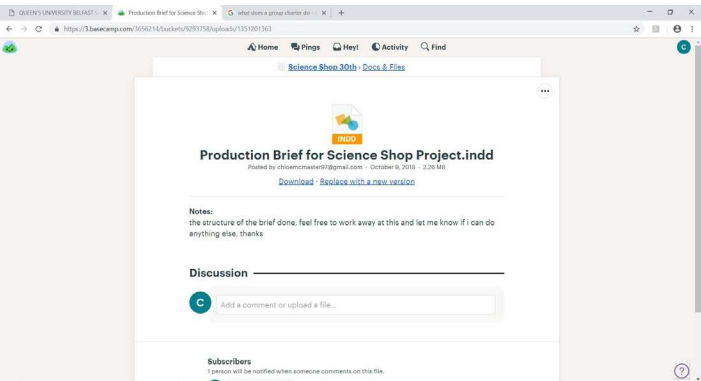 QUEEN'S UNIVERSITY BELFAST
Production Brief for Science Shop
what does a group charter do
https://3.basecamp.com/3656214/buckets/9293758/uploads/1351201363
Home Pings Hey! Activity Find
C
Science Shop 30th › Docs & Files
INDD
Production Brief for Science Shop Project.indd
Posted by chloemcmaster97@gmail.com · October 9, 2018 · 2.26 MB
Download · Replace with a new version
Notes:
the structure of the brief done, feel free to work away at this and let me know if i can do
anything else, thanks
Discussion
C
Add a comment or upload a file...
Subscribers
1 person will be notified when someone comments on this file.
?